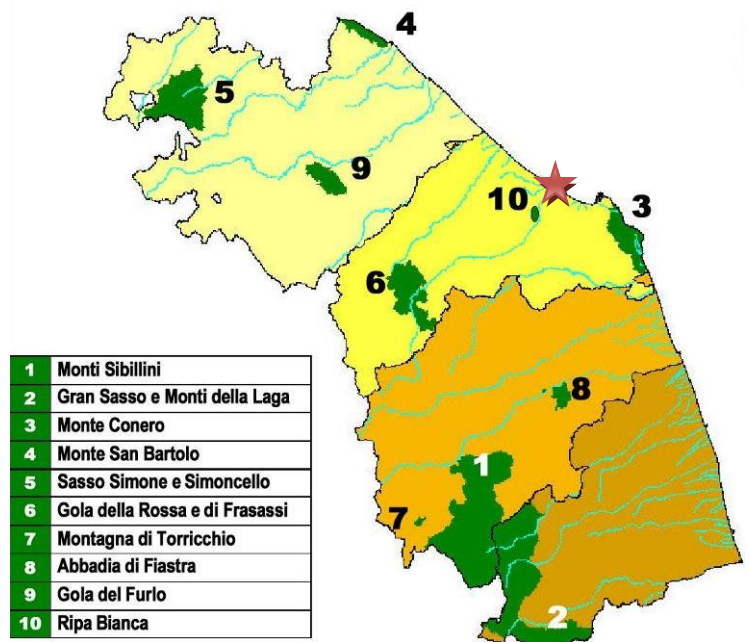 4
5
9
10
3
6
8
1
7
2
1 Monti Sibillini
2 Gran Sasso e Monti della Laga
3 Monte Conero
4 Monte San Bartolo
5 Sasso Simone e Simoncello
6 Gola della Rossa e di Frasassi
7 Montagna di Torricchio
8 Abbadia di Fiastra
9 Gola del Furlo
10 Ripa Bianca